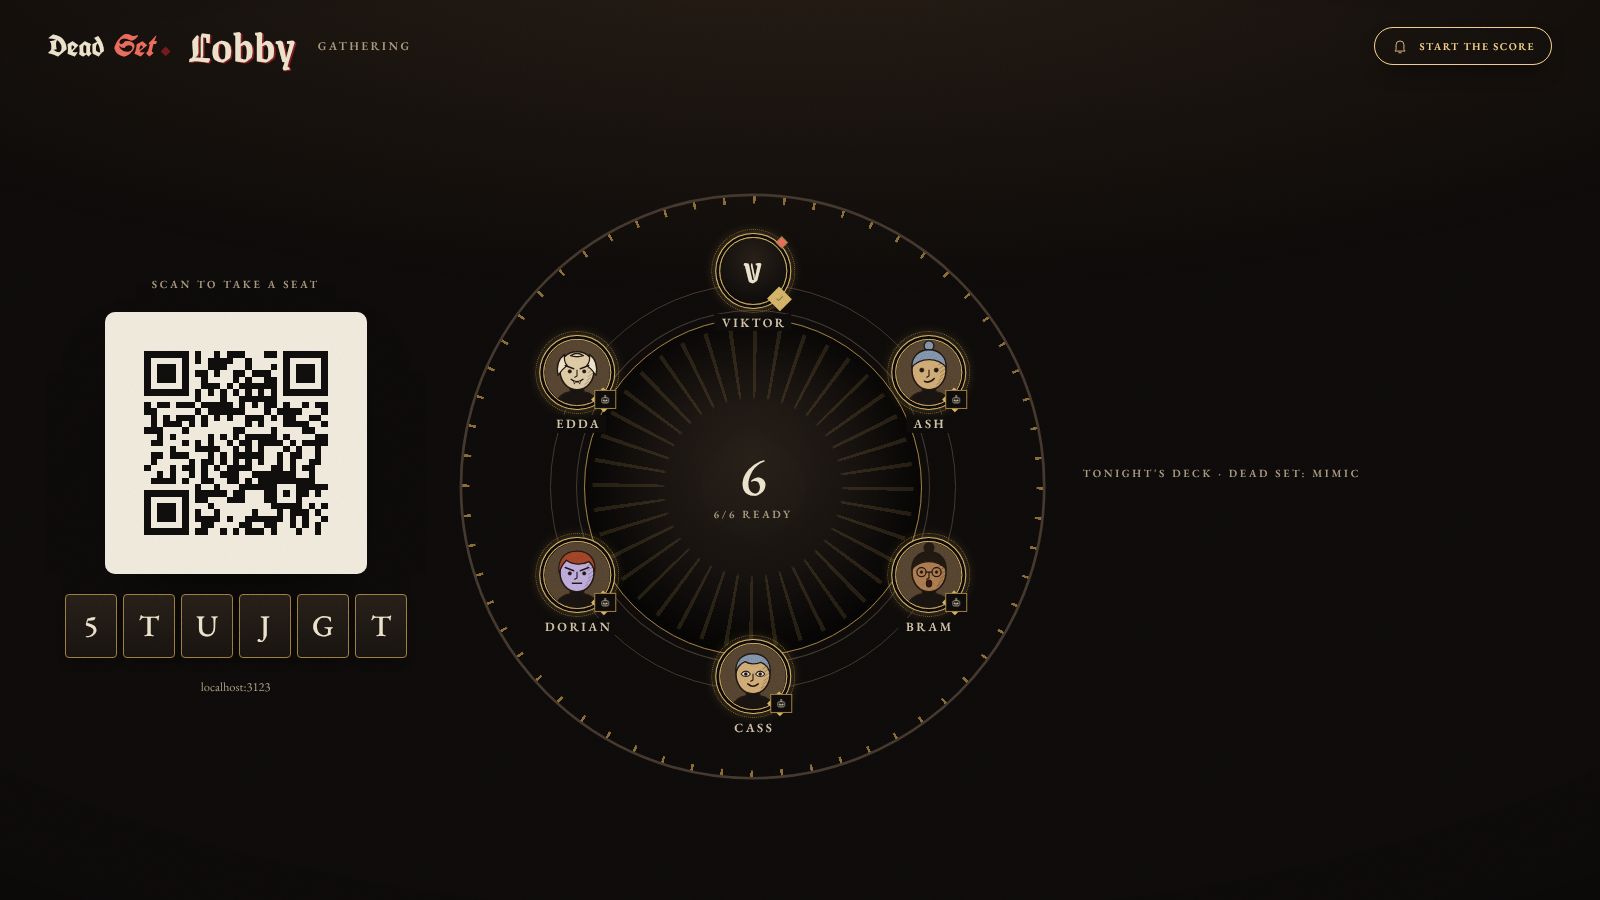 Dead Set Lobby GATHERING
START THE SCORE
SCAN TO TAKE A SEAT
5 T U J G T
localhost:3123
V
VIKTOR
EDDA
ASH
6
6/6 READY
DORIAN
BRAM
CASS
TONIGHT'S DECK · DEAD SET: MIMIC